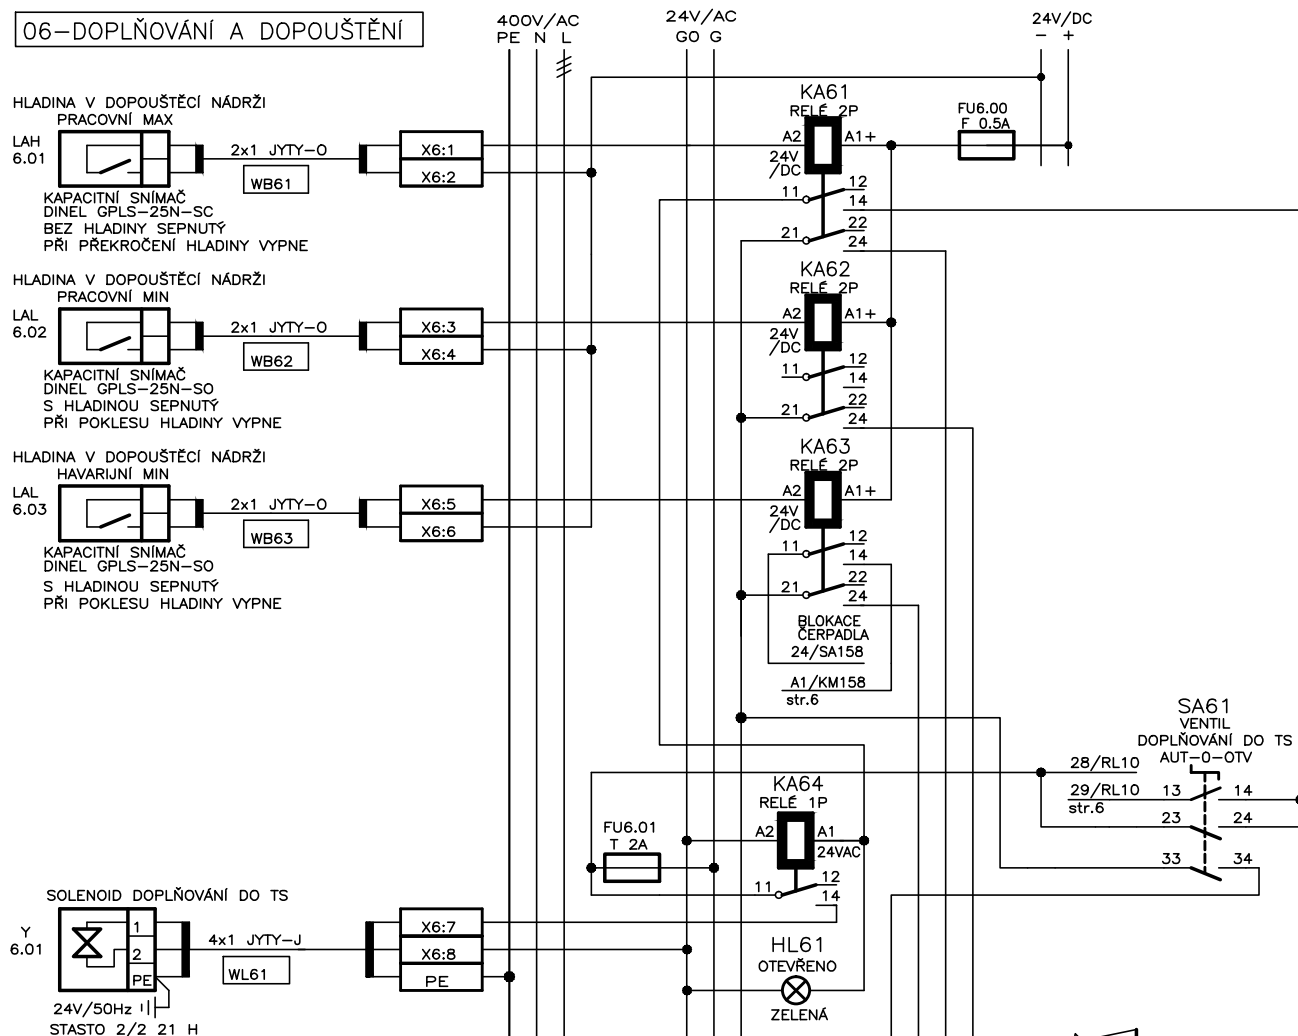 06-DOPLŇOVÁNÍ A DOPOUŠTĚNÍ
400V/AC
PE N L
24V/AC
G0 G
24V/DC
- +
HLADINA V DOPOUŠTĚCÍ NÁDRŽI
PRACOVNÍ MAX
LAH
6.01
2x1 JYTY-O
WB61
X6:1
X6:2
KAPACITNÍ SNÍMAČ
DINEL GPLS-25N-SC
BEZ HLADINY SEPNUTÝ
PŘI PŘEKROČENÍ HLADINY VYPNE
KA61
RELÉ 2P
A2
A1+
24V
/DC
11
12
14
21
22
24
FU6.00
F 0.5A
HLADINA V DOPOUŠTĚCÍ NÁDRŽI
PRACOVNÍ MIN
LAL
6.02
2x1 JYTY-O
WB62
X6:3
X6:4
KAPACITNÍ SNÍMAČ
DINEL GPLS-25N-SO
S HLADINOU SEPNUTÝ
PŘI POKLESU HLADINY VYPNE
KA62
RELÉ 2P
A2
A1+
24V
/DC
11
12
14
21
22
24
HLADINA V DOPOUŠTĚCÍ NÁDRŽI
HAVARIJNÍ MIN
LAL
6.03
2x1 JYTY-O
WB63
X6:5
X6:6
KAPACITNÍ SNÍMAČ
DINEL GPLS-25N-SO
S HLADINOU SEPNUTÝ
PŘI POKLESU HLADINY VYPNE
KA63
RELÉ 2P
A2
A1+
24V
/DC
11
12
14
21
22
24
BLOKACE
ČERPADLA
24/SA158
A1/KM158
str.6
SA61
VENTIL
DOPLŇOVÁNÍ DO TS
AUT-0-OTV
28/RL10
29/RL10
str.6
13
14
23
24
33
34
KA64
RELÉ 1P
A2
A1
24VAC
11
12
14
FU6.01
T 2A
SOLENOID DOPLŇOVÁNÍ DO TS
Y
6.01
1
2
PE
4x1 JYTY-J
WL61
X6:7
X6:8
PE
24V/50Hz
STASTO 2/2 21 H
HL61
OTEVŘENO
ZELENÁ